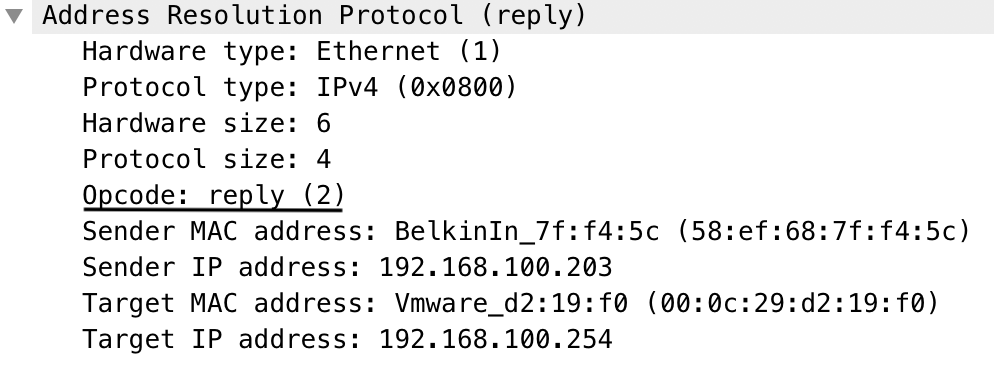 Address Resolution Protocol (reply)
Hardware type: Ethernet (1)
Protocol type: IPv4 (0x0800)
Hardware size: 6
Protocol size: 4
Opcode: reply (2)
Sender MAC address: BelkinIn_7f:f4:5c (58:ef:68:7f:f4:5c)
Sender IP address: 192.168.100.203
Target MAC address: Vmware_d2:19:f0 (00:0c:29:d2:19:f0)
Target IP address: 192.168.100.254